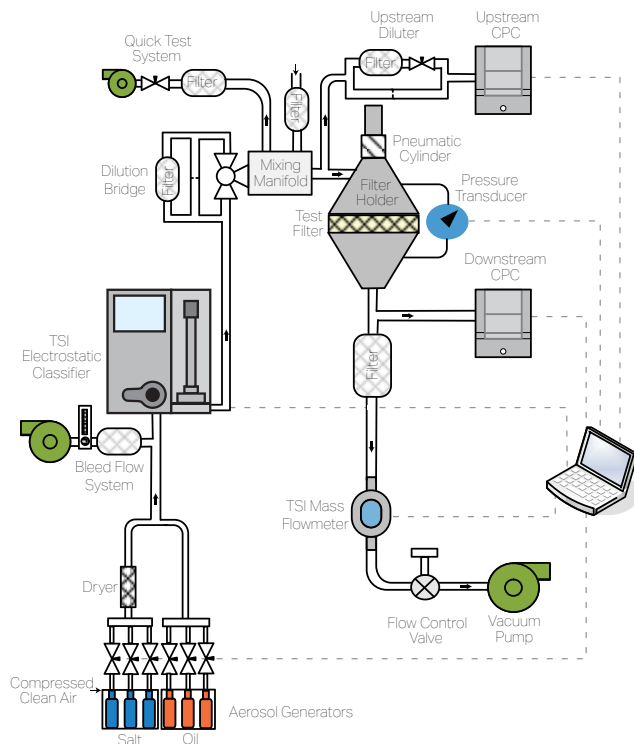 Quick Test
System
Filter
Filter
Upstream
Diluter
Filter
Upstream
CPC
Dilution
Bridge
Filter
Mixing
Manifold
Pneumatic
Cylinder
Filter
Holder
Test
Filter
Pressure
Transducer
Downstream
CPC
TSI
Electrostatic
Classifier
Filter
Bleed Flow
System
TSI Mass
Flowmeter
Dryer
Flow Control
Valve
Vacuum
Pump
Compressed
Clean Air
Aerosol Generators
Salt
Oil